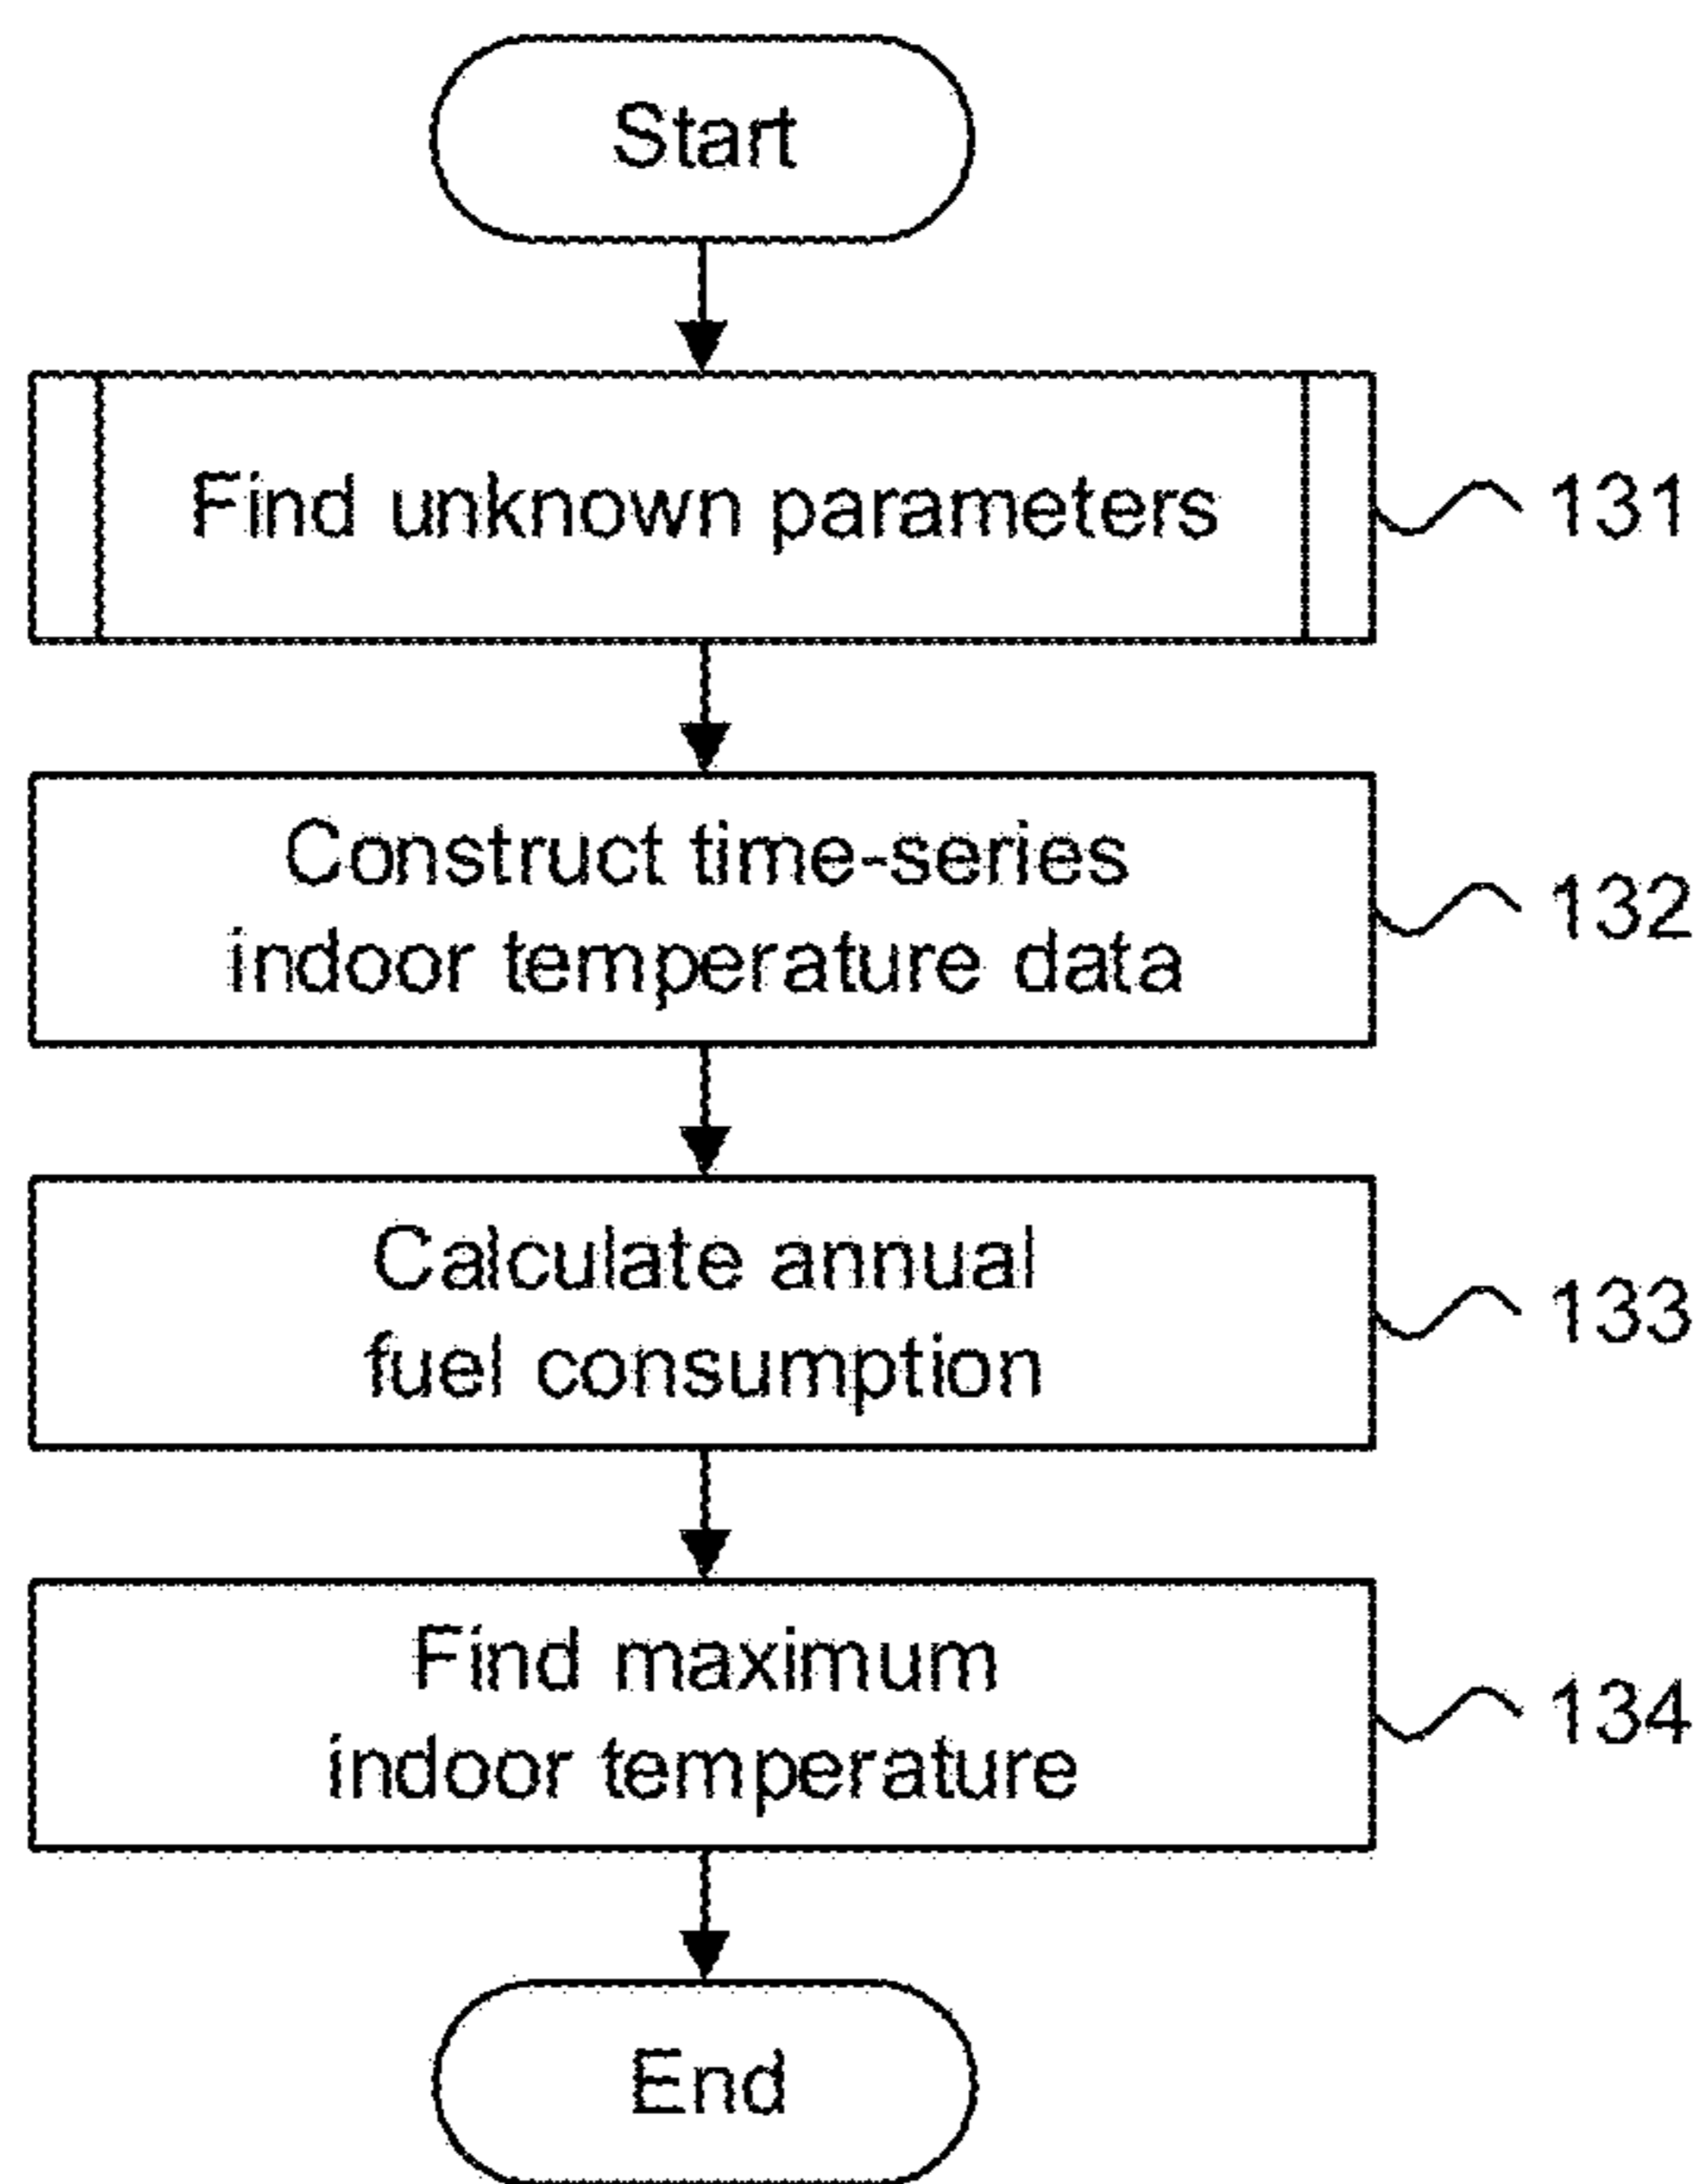 Start
Find unknown parameters
131
Construct time-series
indoor temperature data
132
Calculate annual
fuel consumption
133
Find maximum
indoor temperature
134
End